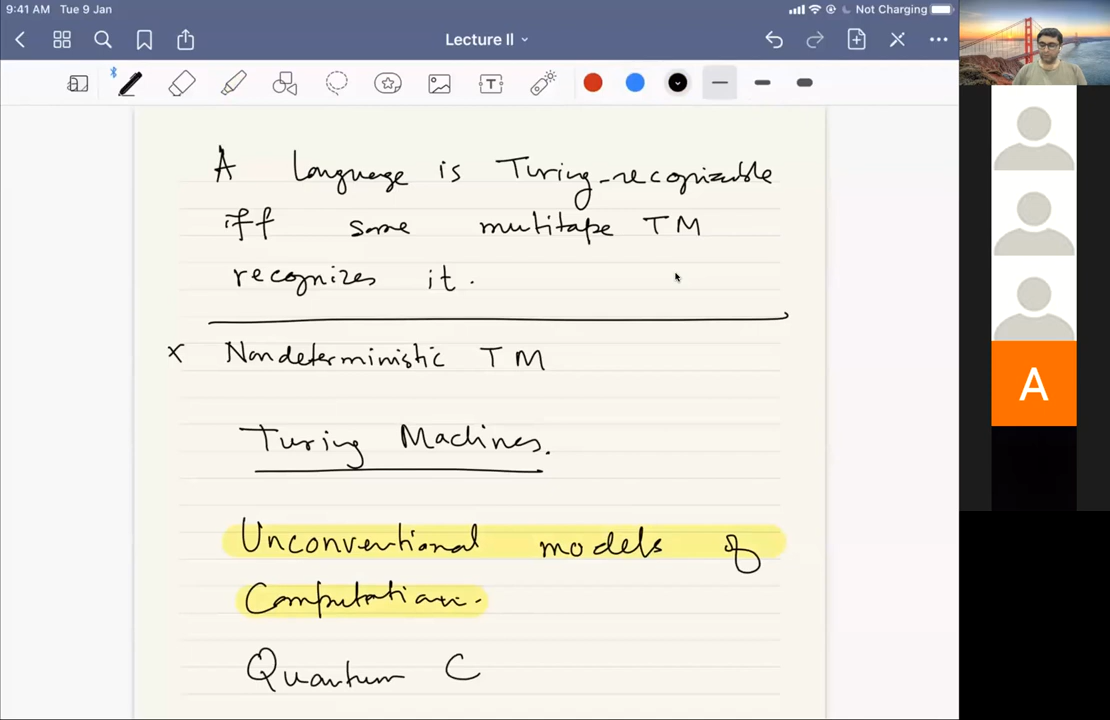 9:41 AM Tue 9 Jan
Not Charging
Lecture II
T
A language is Turing-recognizable
iff some multitape TM
recognizes it.
x Nondeterministic TM
Turing Machines.
Unconventional models of
Computation.
Quantum C
A